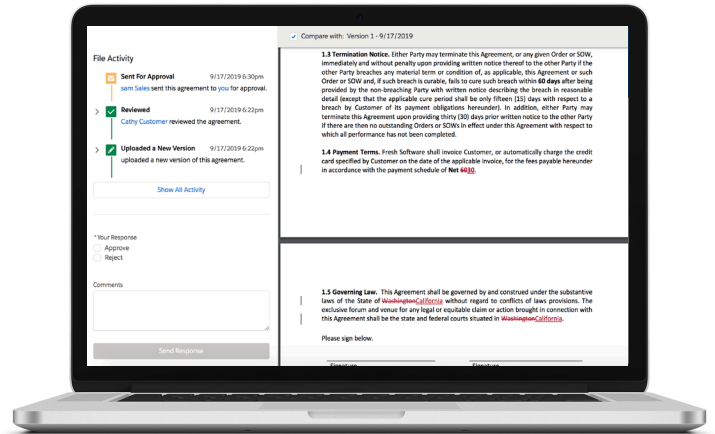 Compare with: Version 1 - 9/17/2019
File Activity
Sent For Approval 9/17/2019 6:30pm
sam Sales sent this agreement to you for approval.
Reviewed 9/17/2019 6:22pm
Cathy Customer reviewed the agreement.
Uploaded a New Version 9/17/2019 6:22pm
uploaded a new version of this agreement.
Show All Activity
*Your Response
Approve
Reject
Comments
Send Response
1.3 Termination Notice. Either Party may terminate this Agreement, or any given Order or SOW,
immediately and without penalty upon providing written notice thereof to the other Party if the
other Party breaches any material term or condition of, as applicable, this Agreement or such
Order or SOW and, if such breach is curable, fails to cure such breach within 60 days after being
provided by the non-breaching Party with written notice describing the breach in reasonable
detail (except that the applicable cure period shall be only fifteen (15) days with respect to a
breach by Customer of its payment obligations hereunder). In addition, either Party may
terminate this Agreement upon providing thirty (30) days prior written notice to the other Party
if there are then no outstanding Orders or SOWs in effect under this Agreement with respect to
which all performance has not been completed.
1.4 Payment Terms. Fresh Software shall invoice Customer, or automatically charge the credit
card specified by Customer on the date of the applicable invoice, for the fees payable hereunder
in accordance with the payment schedule of Net 6030.
1.5 Governing Law. This Agreement shall be governed by and construed under the substantive
laws of the State of WashingtonCalifornia without regard to conflicts of laws provisions. The
exclusive forum and venue for any legal or equitable claim or action brought in connection with
this Agreement shall be the state and federal courts situated in WashingtonCalifornia.
Please sign below.
Signature Signature